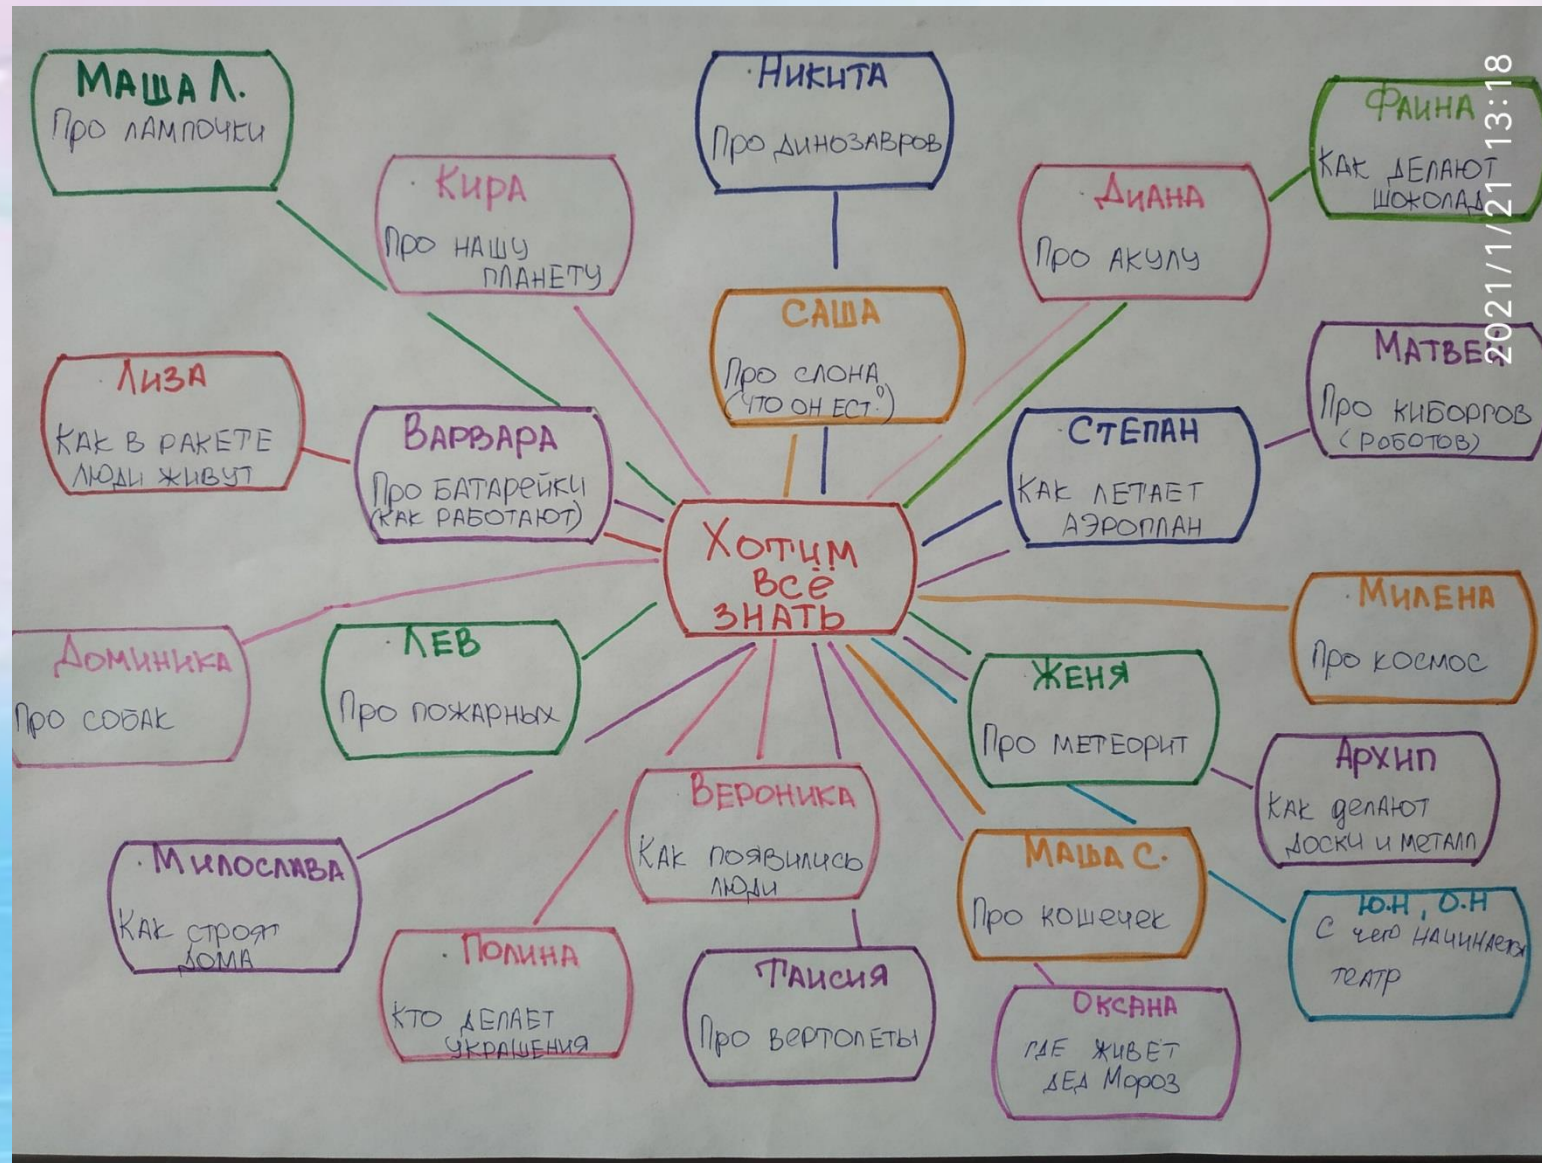 МАША Л.
Про лампочки
Никита
Про динозавров
Фаина
Как делают
шоколад
Кира
Про нашу
планету
Диана
Про акулу
Саша
Про слона
(что он ест?)
Лиза
Как в ракете
люди живут
Варвара
Про батарейки
(как работают)
Степан
Как летает
аэроплан
Матвей
Про киборгов
(роботов)
Хотим
всё
знать
Доминика
Про собак
Лев
Про пожарных
Женя
Про метеорит
Милена
Про космос
Милослава
Как строят
дома
Вероника
Как появились
люди
Маша С.
Про кошечек
Архип
Как делают
доски и металл
Полина
Кто делает
украшения
Таисия
Про вертолеты
Оксана
Где живет
Дед Мороз
Ю.Н, О.Н
С чего начинается
театр
2021/1/21 13:18